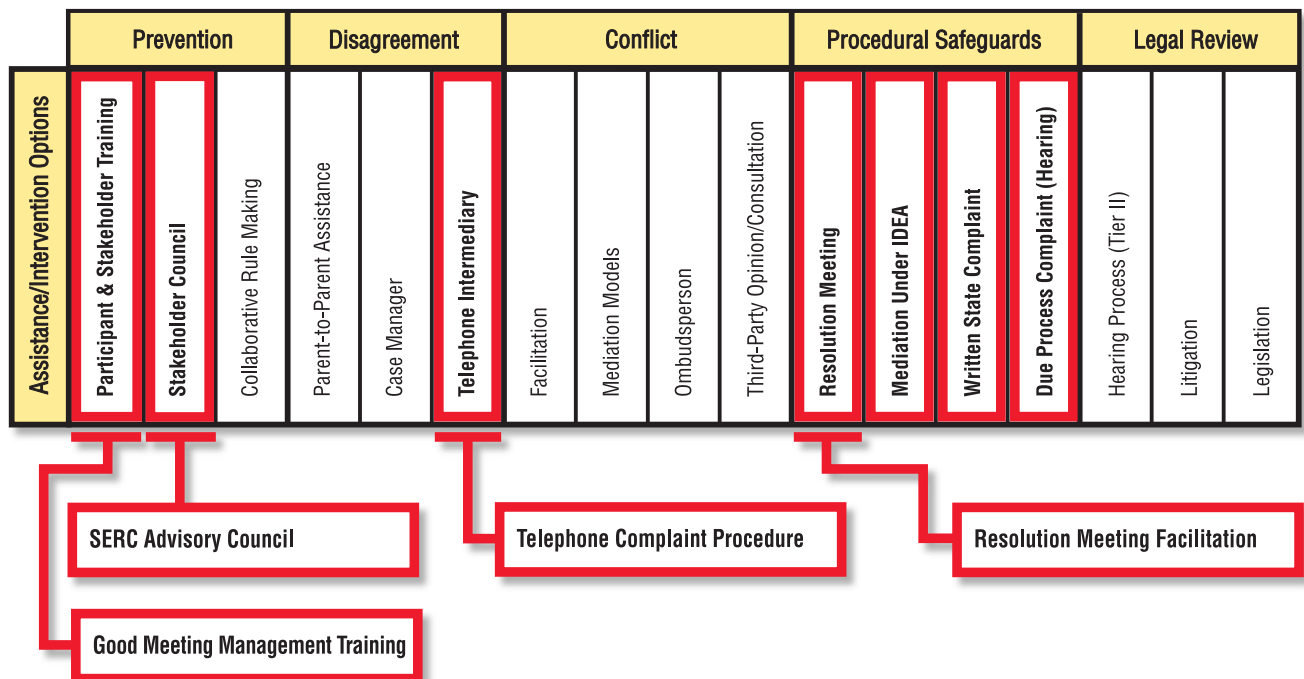 Prevention
Disagreement
Conflict
Procedural Safeguards
Legal Review
Assistance/Intervention Options
Participant & Stakeholder Training
Stakeholder Council
Collaborative Rule Making
Parent-to-Parent Assistance
Case Manager
Telephone Intermediary
Facilitation
Mediation Models
Ombudsperson
Third-Party Opinion/Consultation
Resolution Meeting
Mediation Under IDEA
Written State Complaint
Due Process Complaint (Hearing)
Hearing Process (Tier II)
Litigation
Legislation
SERC Advisory Council
Telephone Complaint Procedure
Resolution Meeting Facilitation
Good Meeting Management Training